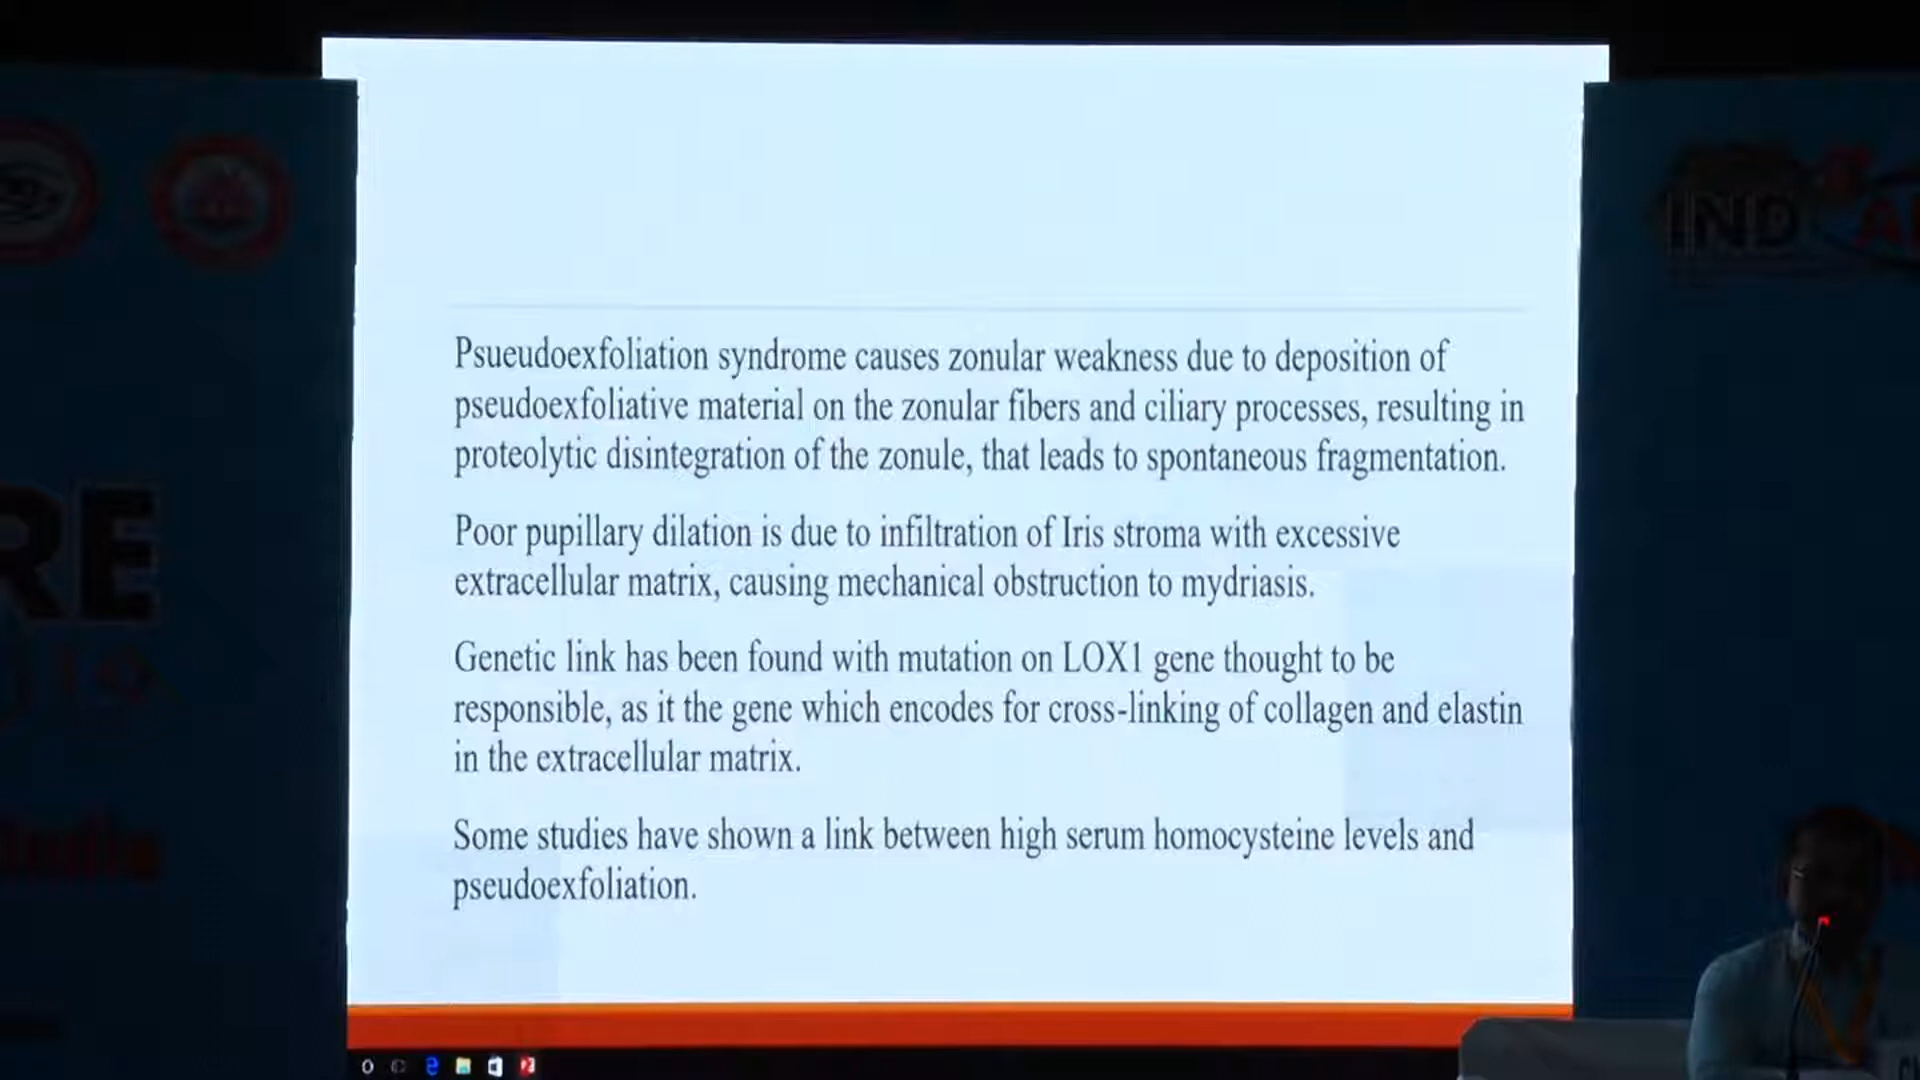 IND
RE
Psueudoexfoliation syndrome causes zonular weakness due to deposition of
pseudoexfoliative material on the zonular fibers and ciliary processes, resulting in
proteolytic disintegration of the zonule, that leads to spontaneous fragmentation.
Poor pupillary dilation is due to infiltration of Iris stroma with excessive
extracellular matrix, causing mechanical obstruction to mydriasis.
Genetic link has been found with mutation on LOX1 gene thought to be
responsible, as it the gene which encodes for cross-linking of collagen and elastin
in the extracellular matrix.
Some studies have shown a link between high serum homocysteine levels and
pseudoexfoliation.